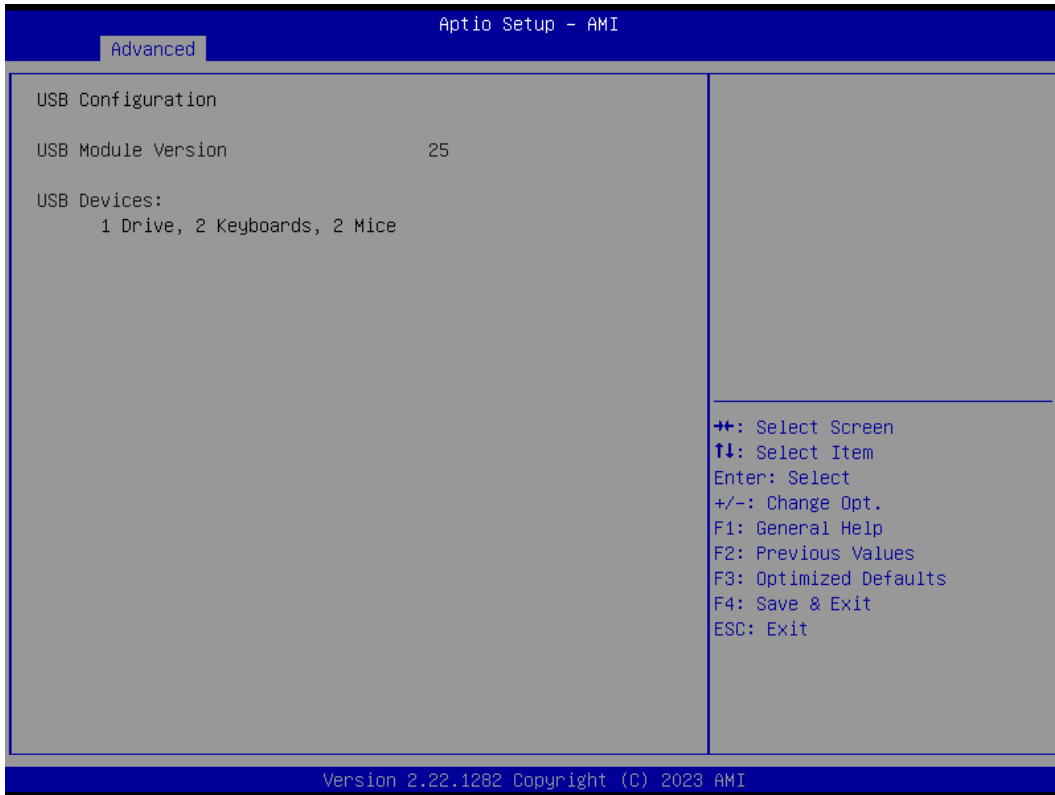 Aptio Setup – AMI
Advanced
USB Configuration
USB Module Version 25
USB Devices:
1 Drive, 2 Keyboards, 2 Mice
→←: Select Screen
↑↓: Select Item
Enter: Select
+/-: Change Opt.
F1: General Help
F2: Previous Values
F3: Optimized Defaults
F4: Save & Exit
ESC: Exit
Version 2.22.1282 Copyright (C) 2023 AMI